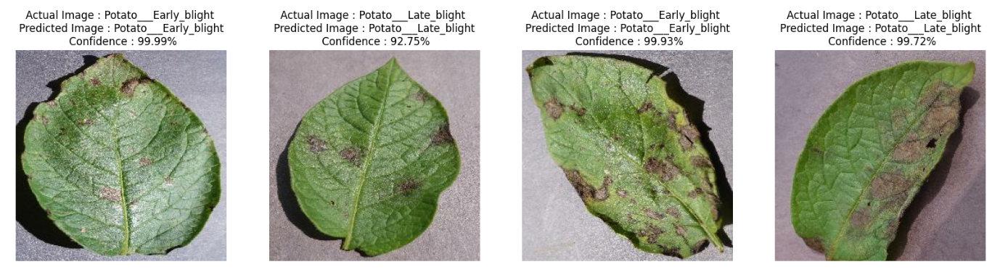 Actual Image : Potato___Early_blight
Predicted Image : Potato___Early_blight
Confidence : 99.99%
Actual Image : Potato___Late_blight
Predicted Image : Potato___Late_blight
Confidence : 92.75%
Actual Image : Potato___Early_blight
Predicted Image : Potato___Early_blight
Confidence : 99.93%
Actual Image : Potato___Late_blight
Predicted Image : Potato___Late_blight
Confidence : 99.72%